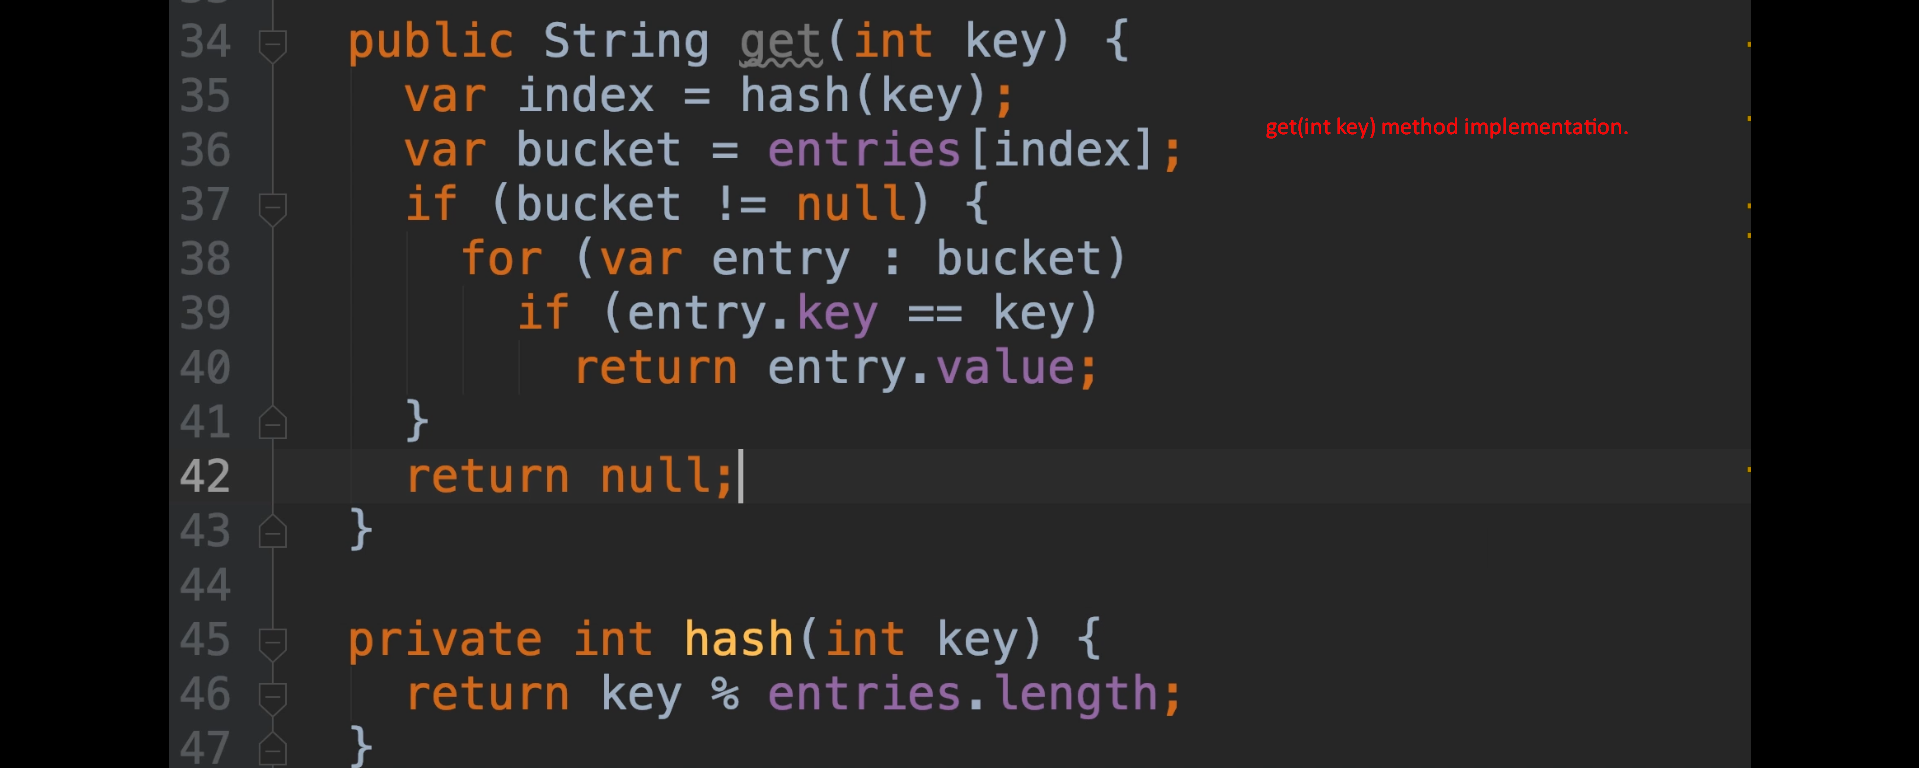 34 public String get(int key) {
35 var index = hash(key);
get(int key) method implementation.
36 var bucket = entries[index];
37 if (bucket != null) {
38 for (var entry : bucket)
39 if (entry.key == key)
40 return entry.value;
41 }
42 return null;
43 }
44
45 private int hash(int key) {
46 return key % entries.length;
47 }